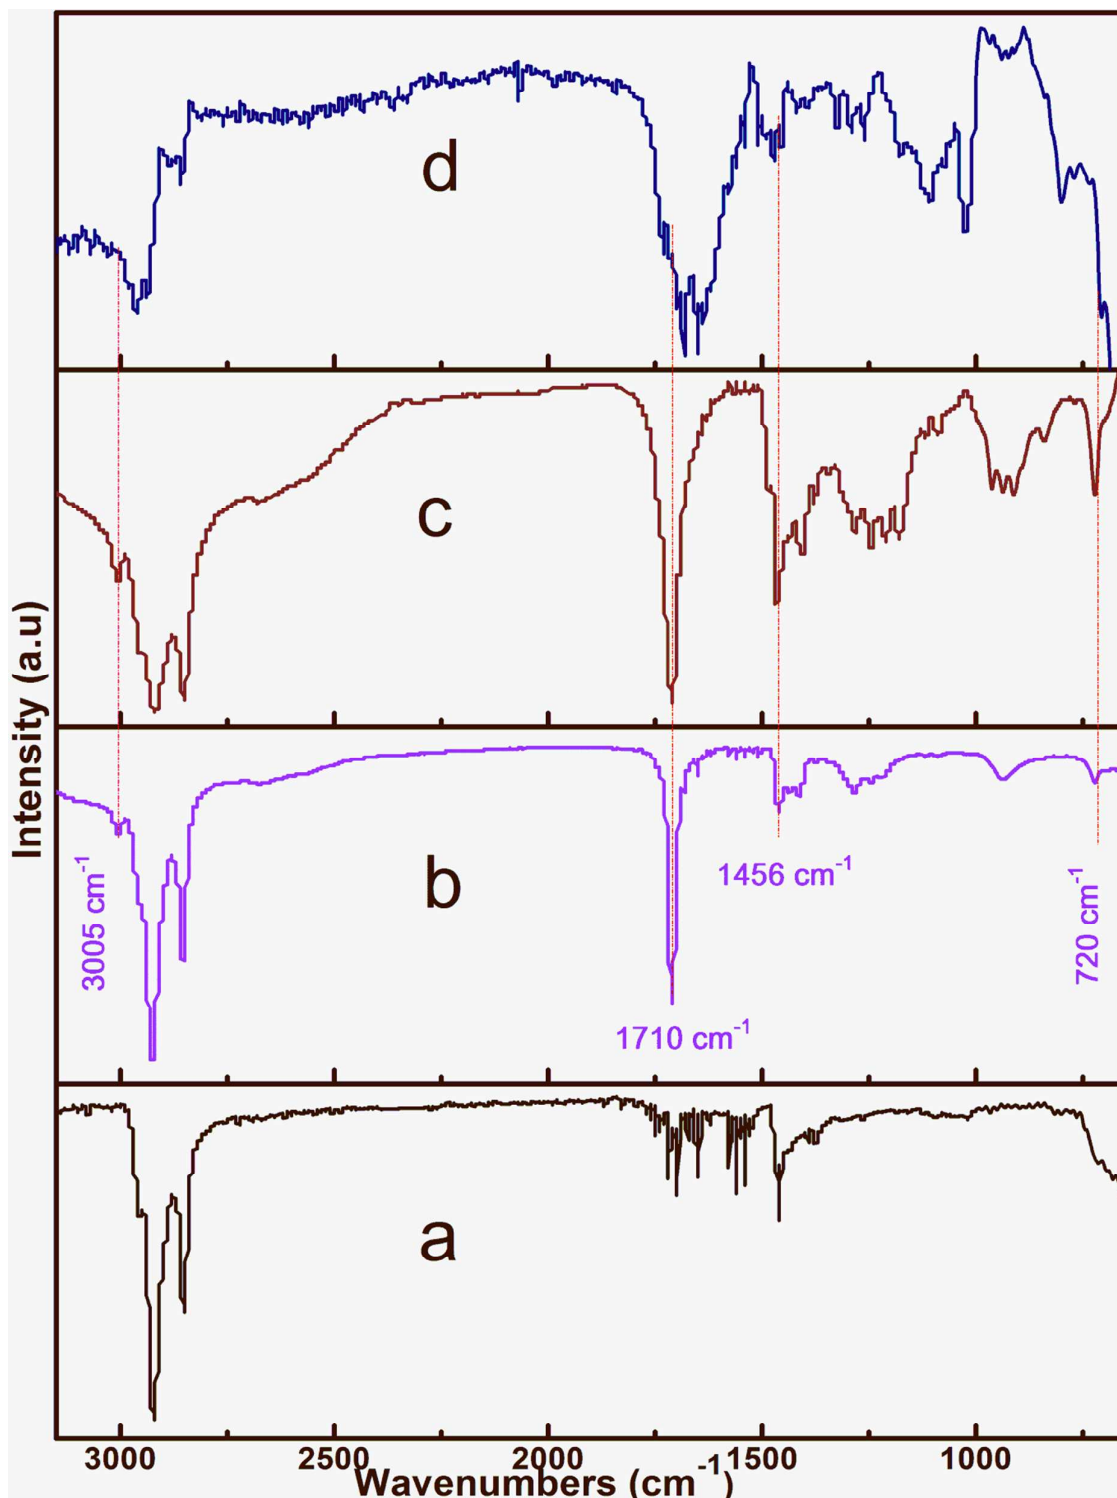 d
c
b
a
3005 cm-1
1710 cm-1
1456 cm-1
720 cm-1
Intensity (a.u)
3000 2500 2000 1500 1000
Wavenumbers (cm-1)